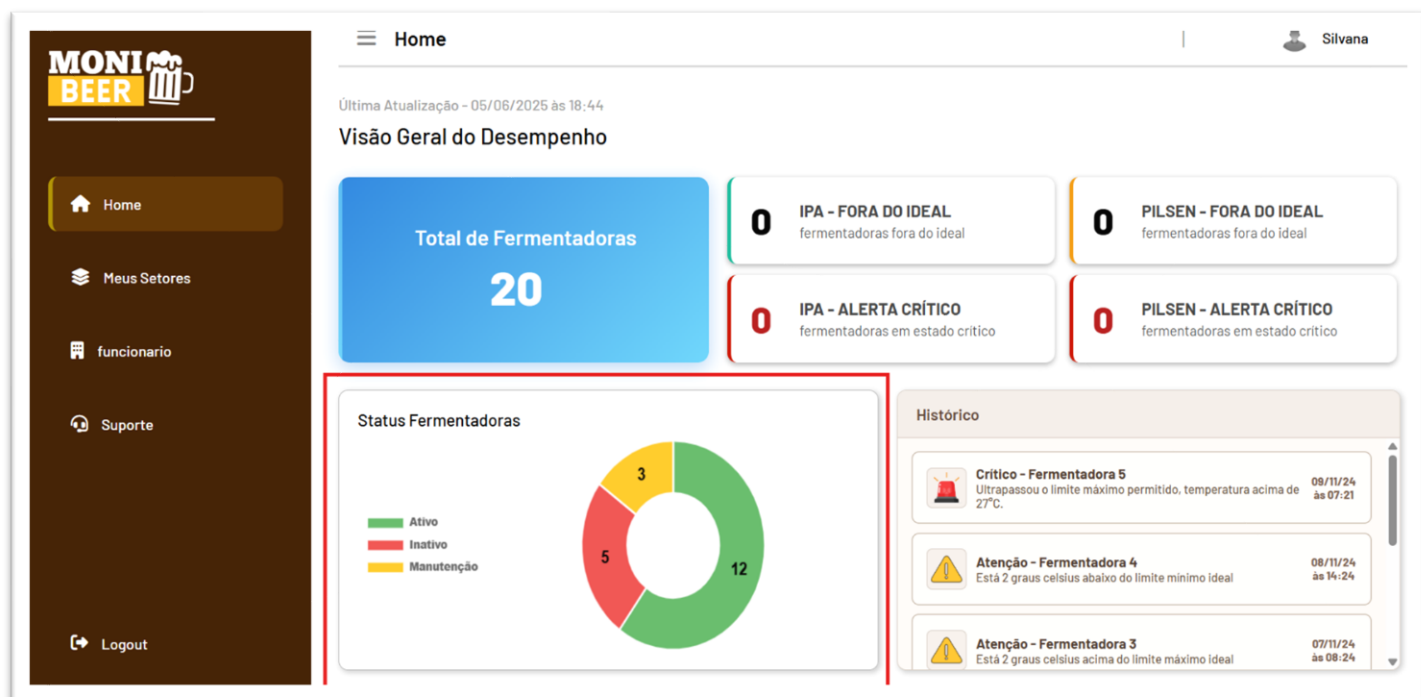 MONI
BEER
Home
Silvana
Última Atualização - 05/06/2025 às 18:44
Visão Geral do Desempenho
Home
Meus Setores
funcionario
Suporte
Logout
Total de Fermentadoras
20
0
IPA - FORA DO IDEAL
fermentadoras fora do ideal
0
PILSEN - FORA DO IDEAL
fermentadoras fora do ideal
0
IPA - ALERTA CRÍTICO
fermentadoras em estado crítico
0
PILSEN - ALERTA CRÍTICO
fermentadoras em estado crítico
Status Fermentadoras
Ativo
Inativo
Manutenção
3
5
12
Histórico
Crítico - Fermentadora 5
Ultrapassou o limite máximo permitido, temperatura acima de
27°C.
09/11/24
às 07:21
Atenção - Fermentadora 4
Está 2 graus celsius abaixo do limite minimo ideal
08/11/24
às 14:24
Atenção - Fermentadora 3
Está 2 graus celsius acima do limite máximo ideal
07/11/24
às 08:24